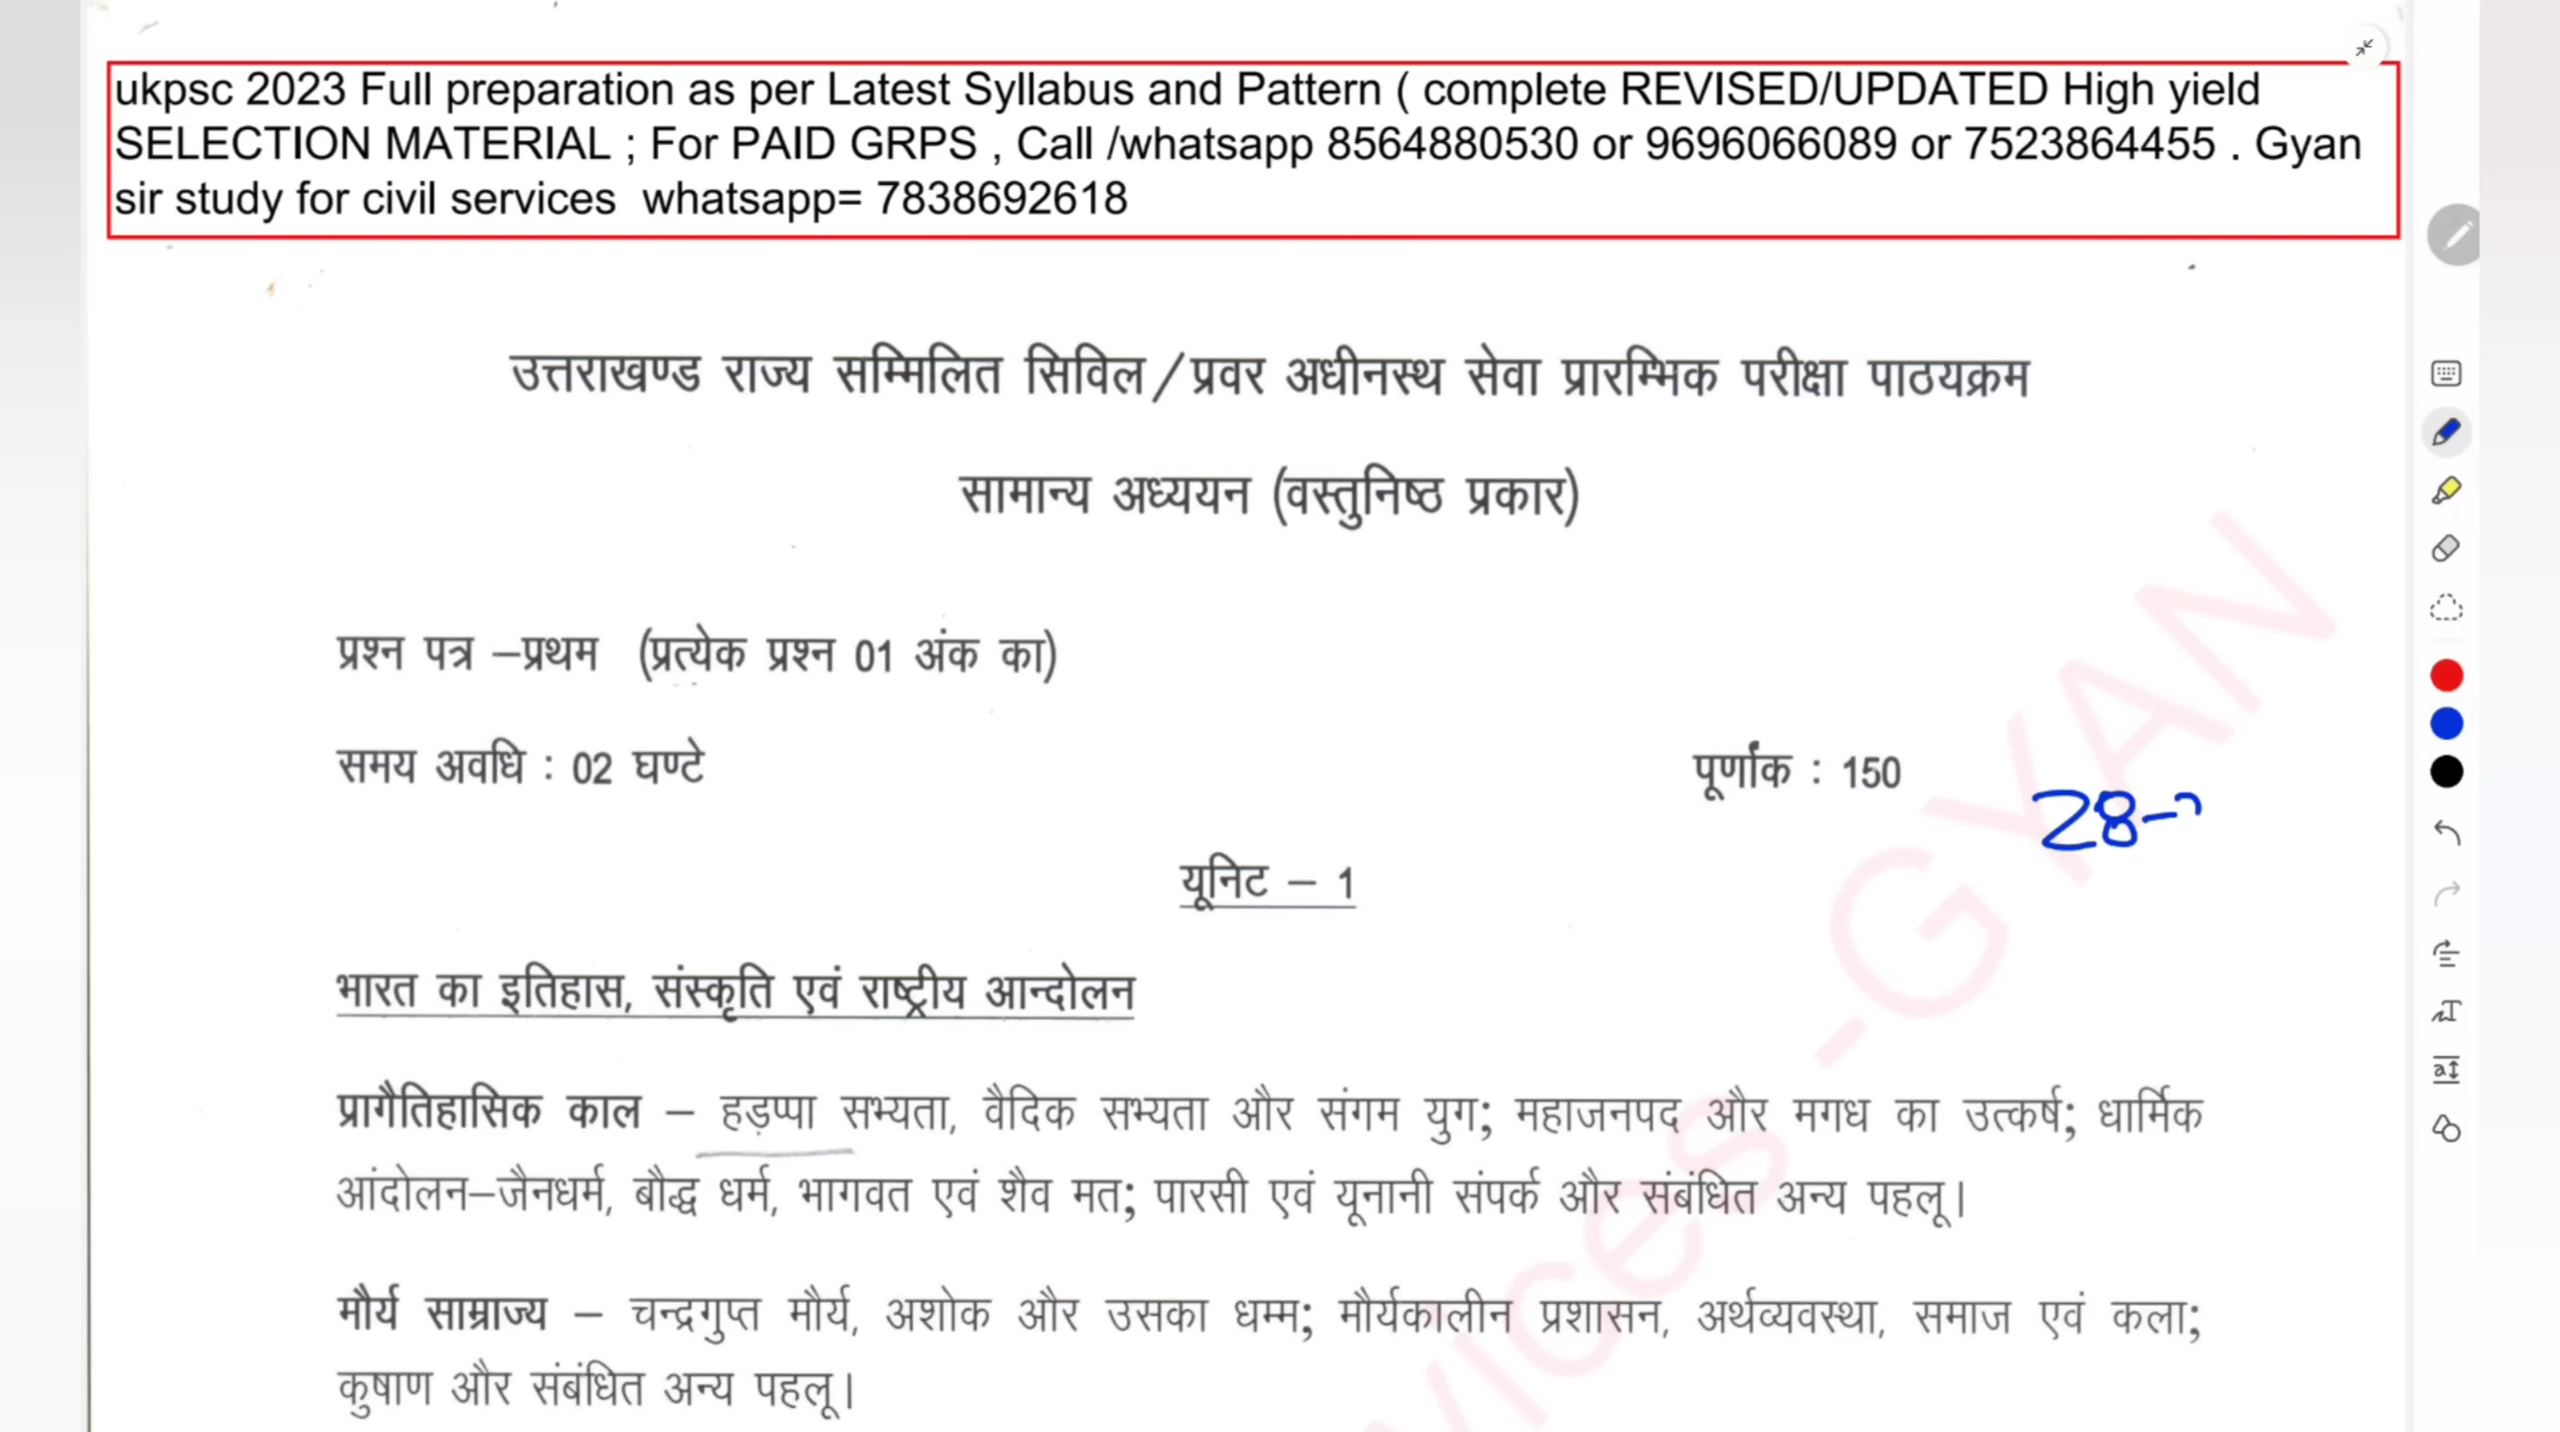 ukpsc 2023 Full preparation as per Latest Syllabus and Pattern ( complete REVISED/UPDATED High yield
SELECTION MATERIAL ; For PAID GRPS , Call /whatsapp 8564880530 or 9696066089 or 7523864455 . Gyan
sir study for civil services  whatsapp= 7838692618
उत्तराखण्ड राज्य सम्मिलित सिविल/प्रवर अधीनस्थ सेवा प्रारम्भिक परीक्षा पाठयक्रम
सामान्य अध्ययन (वस्तुनिष्ठ प्रकार)
प्रश्न पत्र –प्रथम (प्रत्येक प्रश्न 01 अंक का)
समय अवधि : 02 घण्टे
पूर्णांक : 150
28-
यूनिट – 1
भारत का इतिहास, संस्कृति एवं राष्ट्रीय आन्दोलन
प्रागैतिहासिक काल – हड़प्पा सभ्यता, वैदिक सभ्यता और संगम युग; महाजनपद और मगध का उत्कर्ष; धार्मिक
आंदोलन–जैनधर्म, बौद्ध धर्म, भागवत एवं शैव मत; पारसी एवं यूनानी संपर्क और संबंधित अन्य पहलू।
मौर्य साम्राज्य – चन्द्रगुप्त मौर्य, अशोक और उसका धम्म; मौर्यकालीन प्रशासन, अर्थव्यवस्था, समाज एवं कला;
कुषाण और संबंधित अन्य पहलू।
vices -GYAN